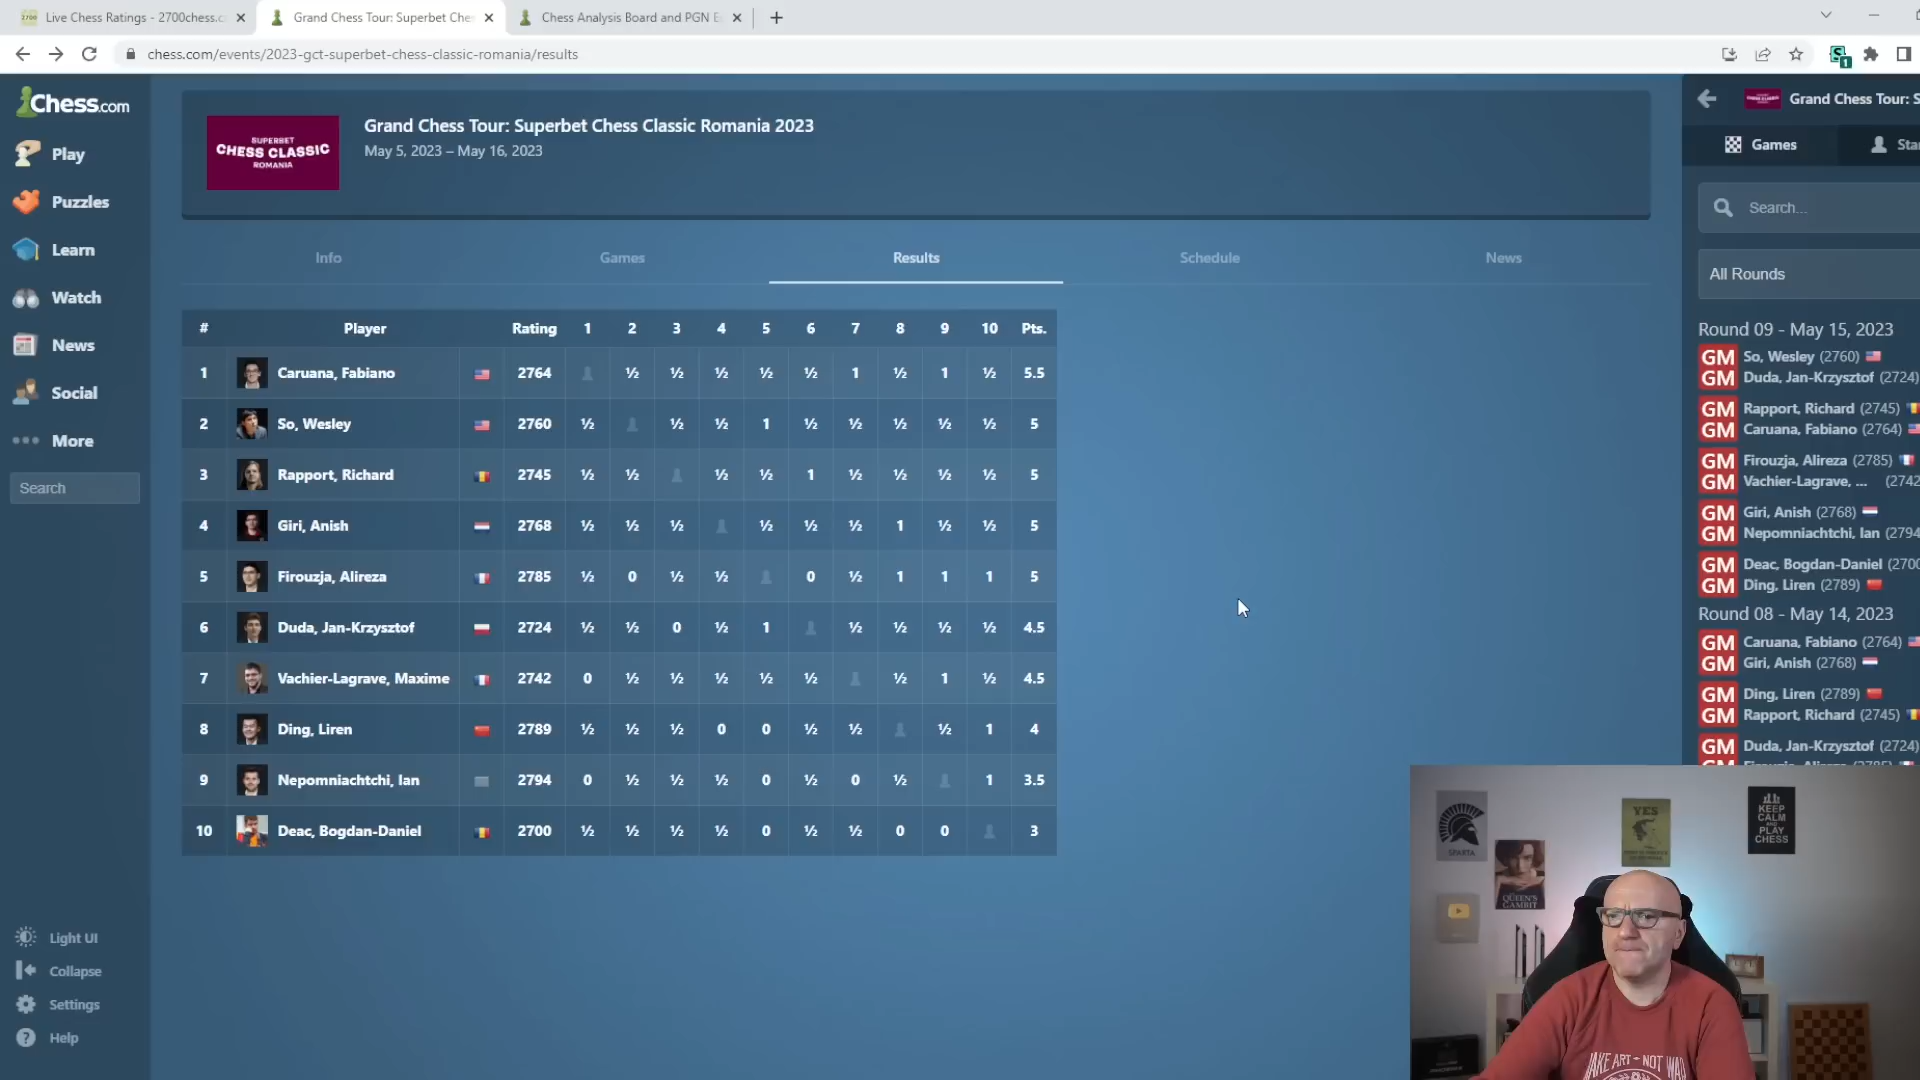 Live Chess Ratings - 2700chess.c
Grand Chess Tour: Superbet Che
Chess Analysis Board and PGN E
chess.com/events/2023-gct-superbet-chess-classic-romania/results
Chess.com
Play
Puzzles
Learn
Watch
News
Social
More
Search
Light UI
Collapse
Settings
Help
SUPERBET
CHESS CLASSIC
ROMANIA
Grand Chess Tour: Superbet Chess Classic Romania 2023
May 5, 2023 – May 16, 2023
Info Games Results Schedule News
# Player Rating 1 2 3 4 5 6 7 8 9 10 Pts.
1 Caruana, Fabiano 2764 ½ ½ ½ ½ ½ 1 ½ 1 ½ 5.5
2 So, Wesley 2760 ½ ½ ½ 1 ½ ½ ½ ½ ½ 5
3 Rapport, Richard 2745 ½ ½ ½ ½ 1 ½ ½ ½ ½ 5
4 Giri, Anish 2768 ½ ½ ½ ½ ½ ½ 1 ½ ½ 5
5 Firouzja, Alireza 2785 ½ 0 ½ ½ 0 ½ 1 1 1 5
6 Duda, Jan-Krzysztof 2724 ½ ½ 0 ½ 1 ½ ½ ½ ½ 4.5
7 Vachier-Lagrave, Maxime 2742 0 ½ ½ ½ ½ ½ ½ 1 ½ 4.5
8 Ding, Liren 2789 ½ ½ ½ 0 0 ½ ½ ½ 1 4
9 Nepomniachtchi, Ian 2794 0 ½ ½ ½ 0 ½ 0 ½ 1 3.5
10 Deac, Bogdan-Daniel 2700 ½ ½ ½ ½ 0 ½ ½ 0 0 3
Grand Chess Tour: S
Games Sta
Search...
All Rounds
Round 09 - May 15, 2023
GM So, Wesley (2760)
GM Duda, Jan-Krzysztof (2724)
GM Rapport, Richard (2745)
GM Caruana, Fabiano (2764)
GM Firouzja, Alireza (2785)
GM Vachier-Lagrave, ... (2742
GM Giri, Anish (2768)
GM Nepomniachtchi, Ian (2794
GM Deac, Bogdan-Daniel (2700
GM Ding, Liren (2789)
Round 08 - May 14, 2023
GM Caruana, Fabiano (2764)
GM Giri, Anish (2768)
GM Ding, Liren (2789)
GM Rapport, Richard (2745)
GM Duda, Jan-Krzysztof (2724)
SPARTA
QUEEN'S
GAMBIT
YES
KEEP
CALM
AND
PLAY
CHESS
MAKE ART - NOT WAR